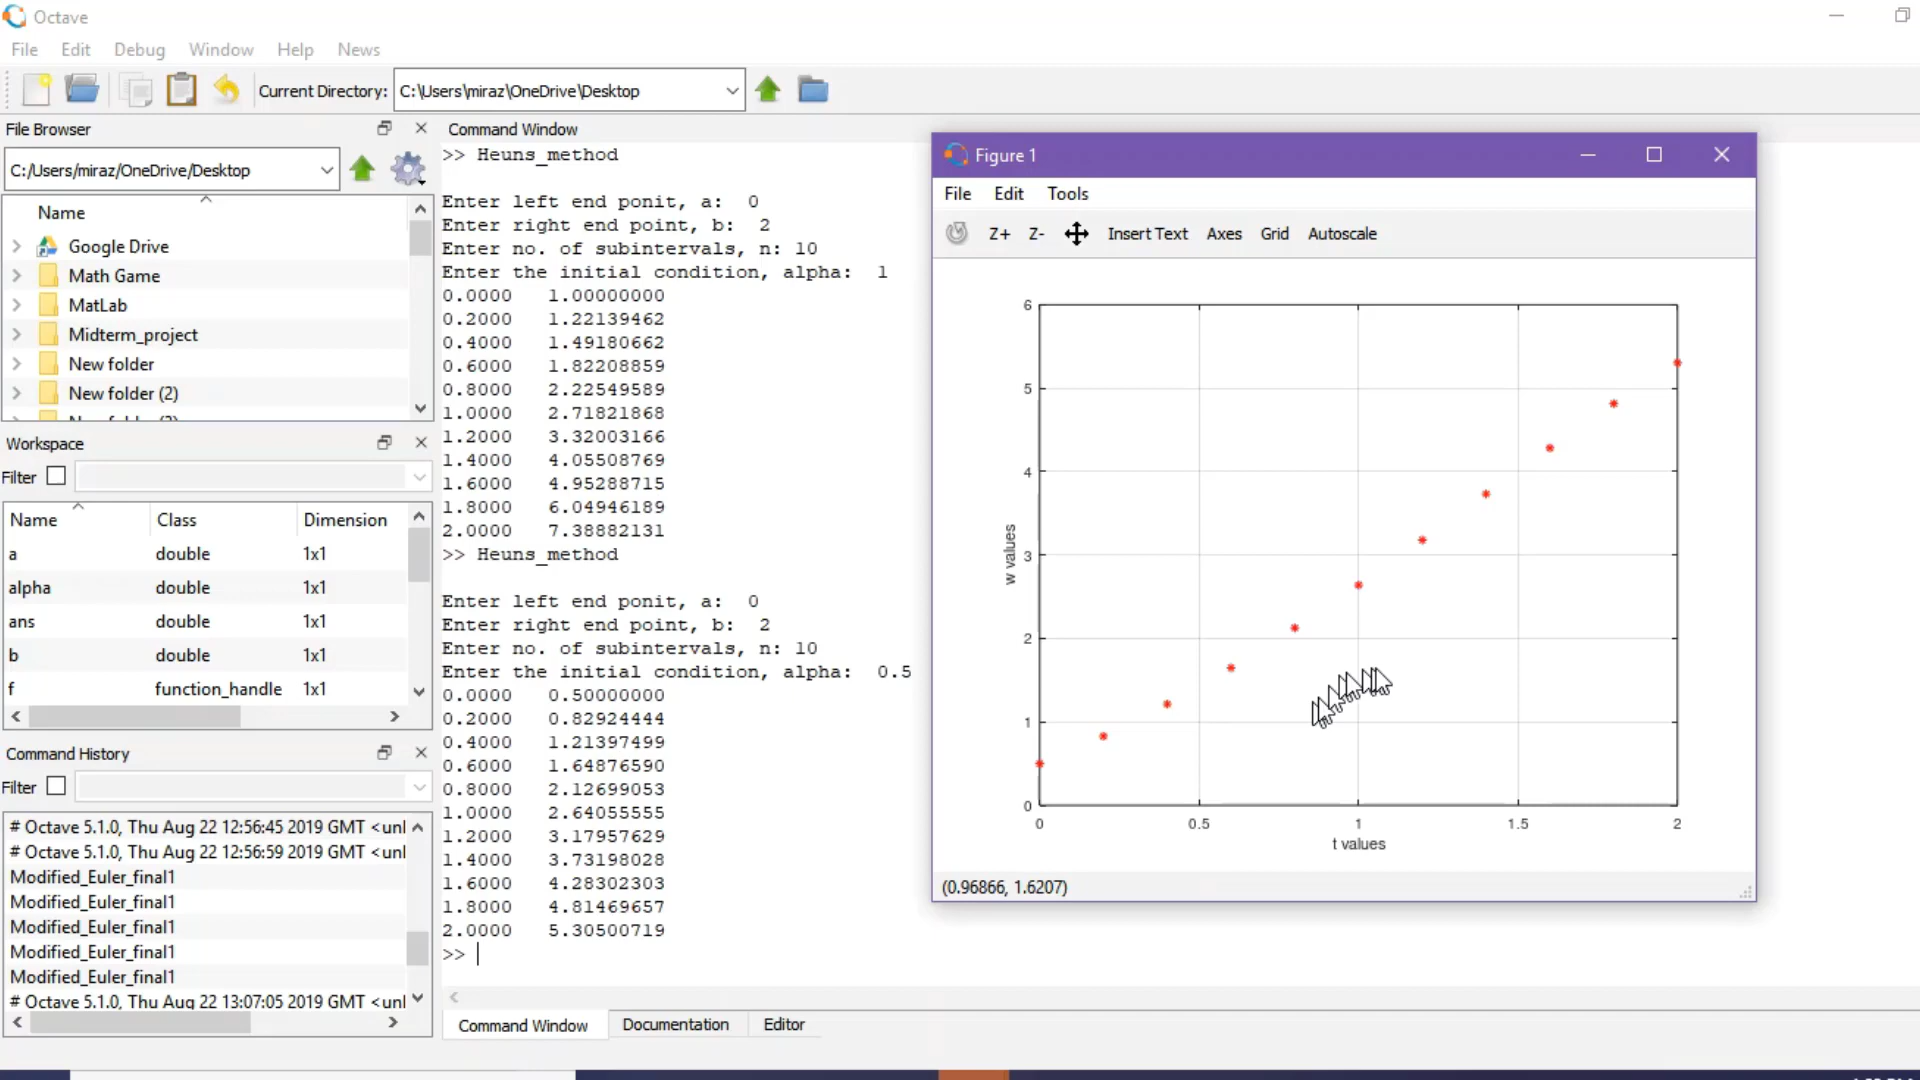 Octave
File Edit Debug Window Help News
Current Directory: C:\Users\miraz\OneDrive\Desktop
File Browser
C:/Users/miraz/OneDrive/Desktop
Name
Google Drive
Math Game
MatLab
Midterm_project
New folder
New folder (2)
Workspace
Filter
Name Class Dimension
a double 1x1
alpha double 1x1
ans double 1x1
b double 1x1
f function_handle 1x1
Command History
Filter
# Octave 5.1.0, Thu Aug 22 12:56:45 2019 GMT <unl
# Octave 5.1.0, Thu Aug 22 12:56:59 2019 GMT <unl
Modified_Euler_final1
Modified_Euler_final1
Modified_Euler_final1
Modified_Euler_final1
Modified_Euler_final1
# Octave 5.1.0, Thu Aug 22 13:07:05 2019 GMT <unl
Command Window
>> Heuns_method
Enter left end ponit, a: 0
Enter right end point, b: 2
Enter no. of subintervals, n: 10
Enter the initial condition, alpha: 1
0.0000 1.00000000
0.2000 1.22139462
0.4000 1.49180662
0.6000 1.82208859
0.8000 2.22549589
1.0000 2.71821868
1.2000 3.32003166
1.4000 4.05508769
1.6000 4.95288715
1.8000 6.04946189
2.0000 7.38882131
>> Heuns_method
Enter left end ponit, a: 0
Enter right end point, b: 2
Enter no. of subintervals, n: 10
Enter the initial condition, alpha: 0.5
0.0000 0.50000000
0.2000 0.82924444
0.4000 1.21397499
0.6000 1.64876590
0.8000 2.12699053
1.0000 2.64055555
1.2000 3.17957629
1.4000 3.73198028
1.6000 4.28302303
1.8000 4.81469657
2.0000 5.30500719
>>
Command Window Documentation Editor
Figure 1
File Edit Tools
Z+ Z- Insert Text Axes Grid Autoscale
6
5
4
3
2
1
0
w values
0 0.5 1 1.5 2
t values
(0.96866, 1.6207)